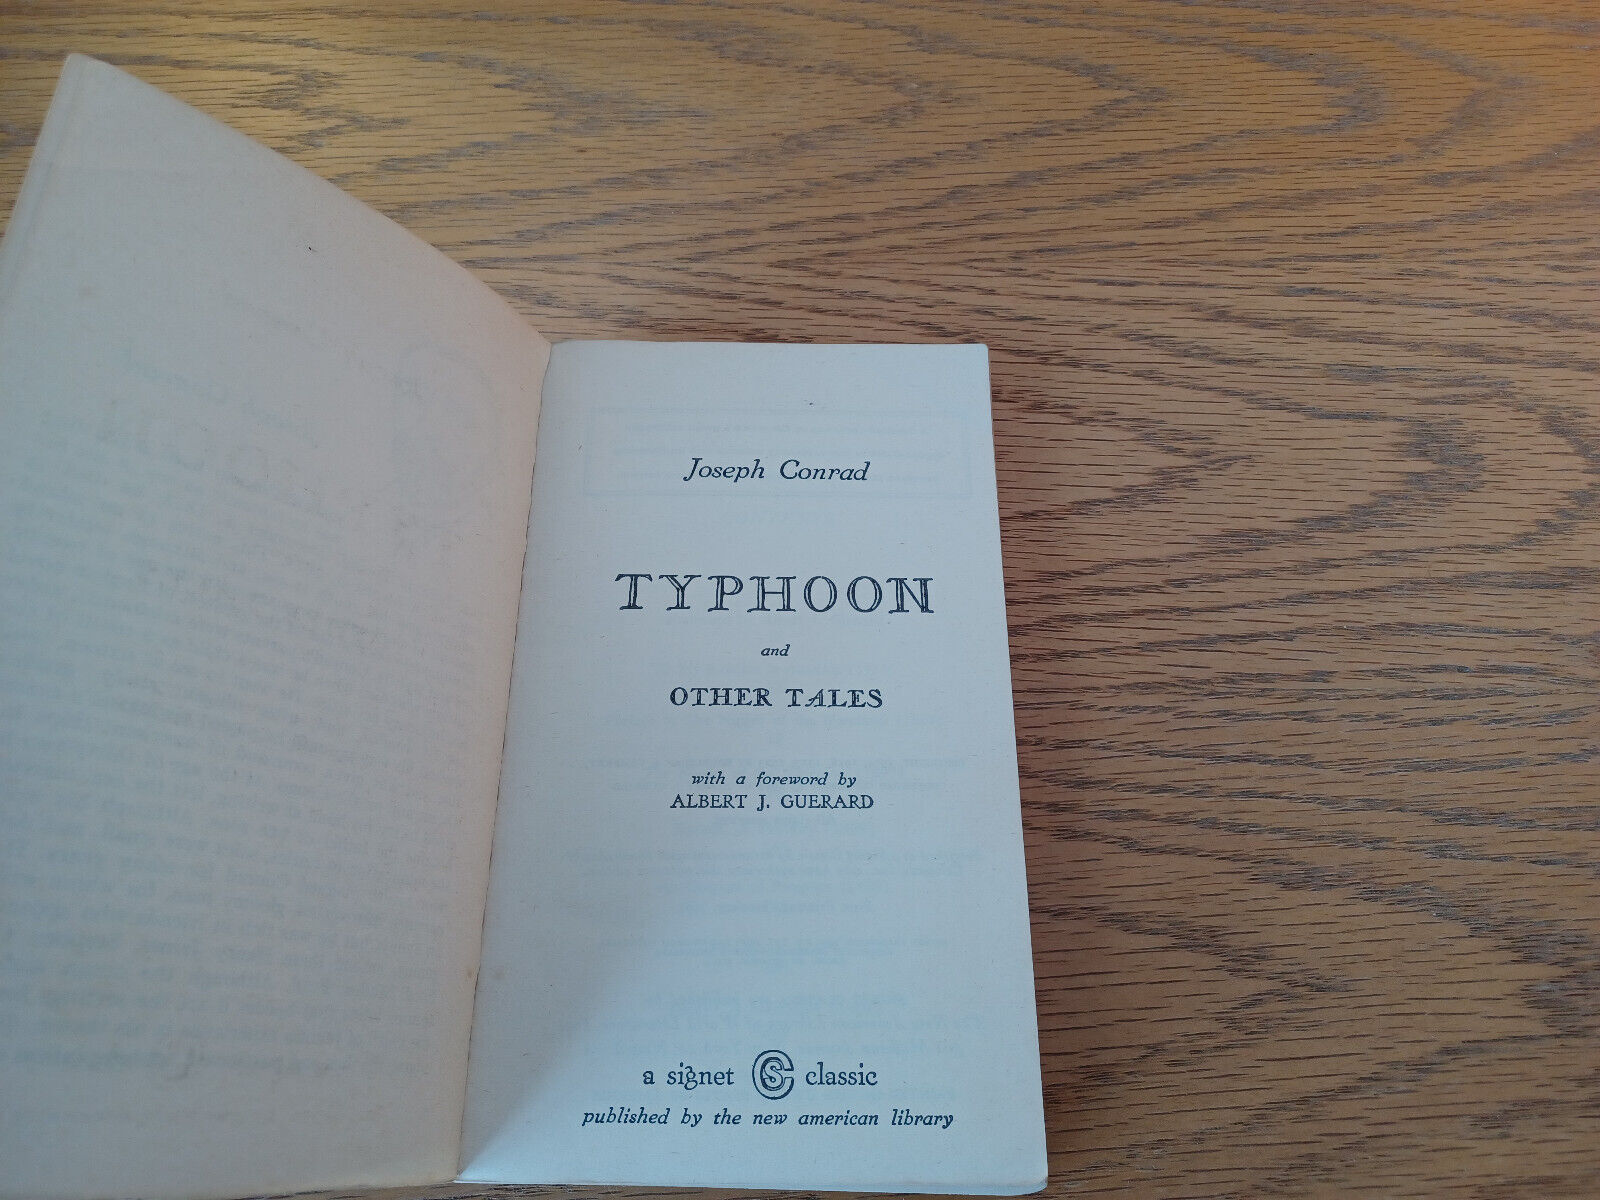 Joseph Conrad
TYPHOON
and
OTHER TALES
with a foreword by
ALBERT J. GUERARD
a signet CS classic
published by the new american library